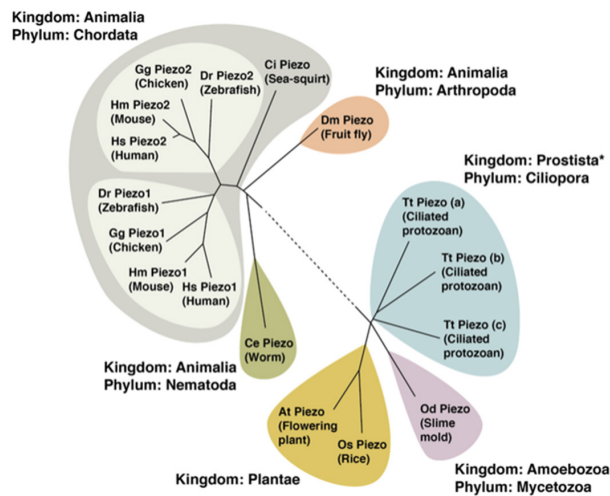 Kingdom: Animalia
Phylum: Chordata
Gg Piezo2
(Chicken)
Dr Piezo2
(Zebrafish)
Ci Piezo
(Sea-squirt)
Hm Piezo2
(Mouse)
Hs Piezo2
(Human)
Kingdom: Animalia
Phylum: Arthropoda
Dm Piezo
(Fruit fly)
Dr Piezo1
(Zebrafish)
Gg Piezo1
(Chicken)
Hm Piezo1
(Mouse)
Hs Piezo1
(Human)
Kingdom: Prostista*
Phylum: Ciliopora
Tt Piezo (a)
(Ciliated
protozoan)
Tt Piezo (b)
(Ciliated
protozoan)
Tt Piezo (c)
(Ciliated
protozoan)
Ce Piezo
(Worm)
Kingdom: Animalia
Phylum: Nematoda
At Piezo
(Flowering
plant)
Os Piezo
(Rice)
Od Piezo
(Slime
mold)
Kingdom: Plantae
Kingdom: Amoebozoa
Phylum: Mycetozoa